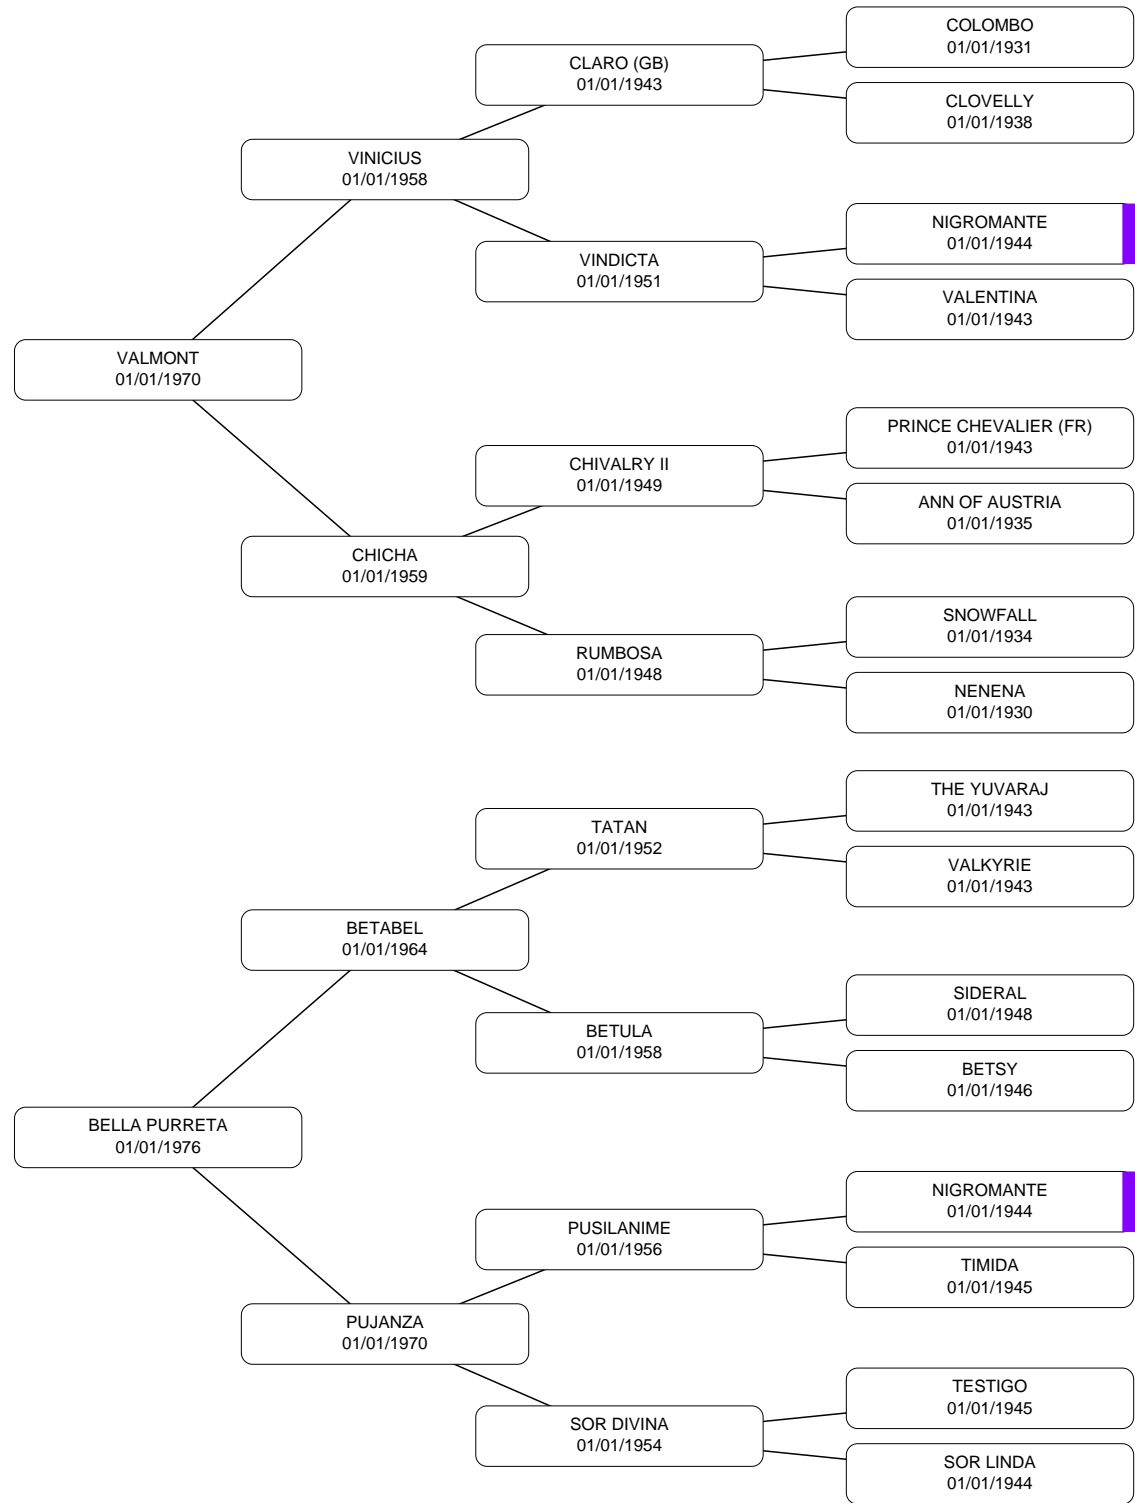 COLOMBO
01/01/1931
CLARO (GB)
01/01/1943
CLOVELLY
01/01/1938
VINICIUS
01/01/1958
NIGROMANTE
01/01/1944
VINDICTA
01/01/1951
VALENTINA
01/01/1943
VALMONT
01/01/1970
PRINCE CHEVALIER (FR)
01/01/1943
CHIVALRY II
01/01/1949
ANN OF AUSTRIA
01/01/1935
CHICHA
01/01/1959
SNOWFALL
01/01/1934
RUMBOSA
01/01/1948
NENENA
01/01/1930
THE YUVARAJ
01/01/1943
TATAN
01/01/1952
VALKYRIE
01/01/1943
BETABEL
01/01/1964
SIDERAL
01/01/1948
BETULA
01/01/1958
BETSY
01/01/1946
BELLA PURRETA
01/01/1976
NIGROMANTE
01/01/1944
PUSILANIME
01/01/1956
TIMIDA
01/01/1945
PUJANZA
01/01/1970
TESTIGO
01/01/1945
SOR DIVINA
01/01/1954
SOR LINDA
01/01/1944